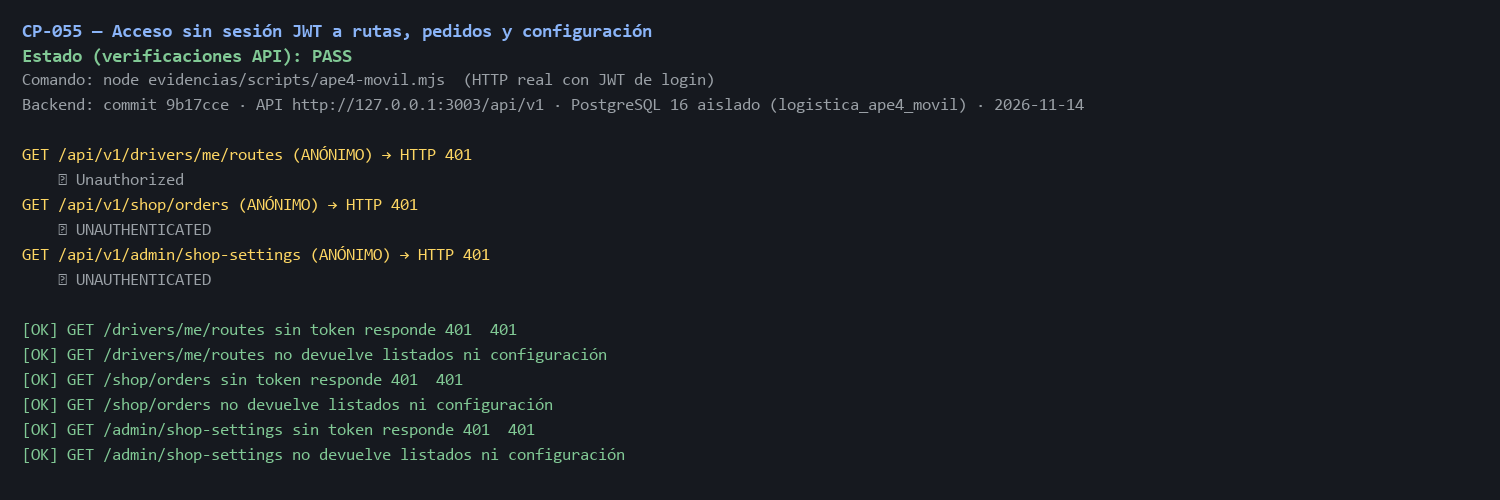 CP-055 — Acceso sin sesión JWT a rutas, pedidos y configuración
Estado (verificaciones API): PASS
Comando: node evidencias/scripts/ape4-movil.mjs  (HTTP real con JWT de login)
Backend: commit 9b17cce · API http://127.0.0.1:3003/api/v1 · PostgreSQL 16 aislado (logistica_ape4_movil) · 2026-11-14
GET /api/v1/drivers/me/routes (ANÓNIMO) → HTTP 401
Unauthorized
GET /api/v1/shop/orders (ANÓNIMO) → HTTP 401
UNAUTHENTICATED
GET /api/v1/admin/shop-settings (ANÓNIMO) → HTTP 401
UNAUTHENTICATED
[OK] GET /drivers/me/routes sin token responde 401  401
[OK] GET /drivers/me/routes no devuelve listados ni configuración
[OK] GET /shop/orders sin token responde 401  401
[OK] GET /shop/orders no devuelve listados ni configuración
[OK] GET /admin/shop-settings sin token responde 401  401
[OK] GET /admin/shop-settings no devuelve listados ni configuración